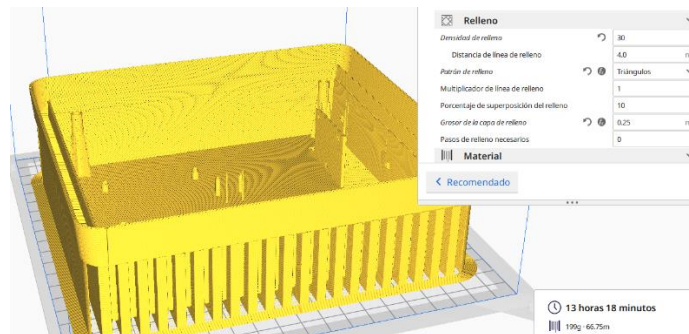 Relleno
Densidad de relleno 30
Distancia de línea de relleno 4.0
Patrón de relleno Triángulos
Multiplicador de línea de relleno 1
Porcentaje de superposición del relleno 10
Grosor de la capa de relleno 0.25
Pasos de relleno necesarios 0
Material
Recomendado
13 horas 18 minutos
199g · 66.75m